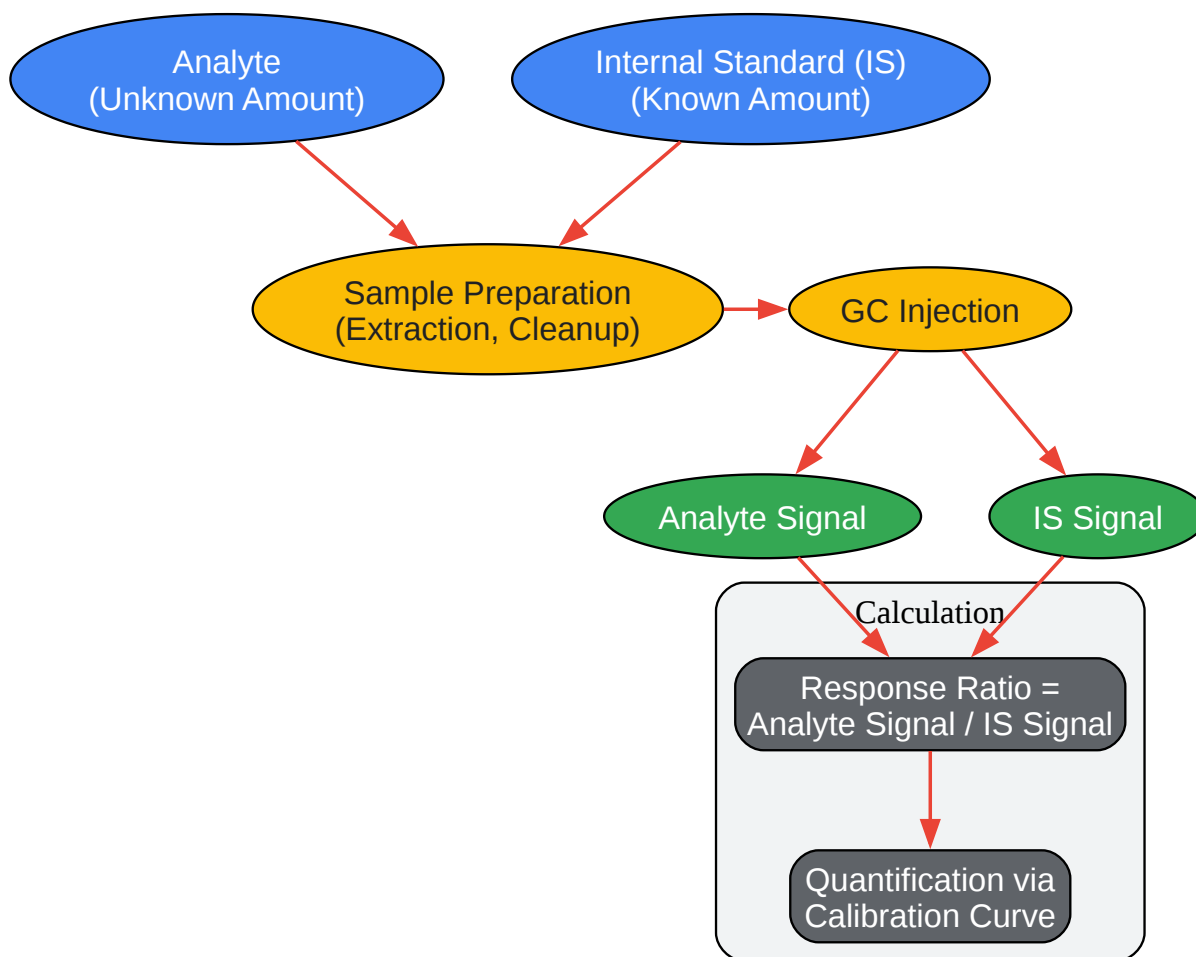 Analyte
(Unknown Amount)
Internal Standard (IS)
(Known Amount)
Sample Preparation
(Extraction, Cleanup)
GC Injection
Analyte Signal
IS Signal
Calculation
Response Ratio =
Analyte Signal / IS Signal
Quantification via
Calibration Curve